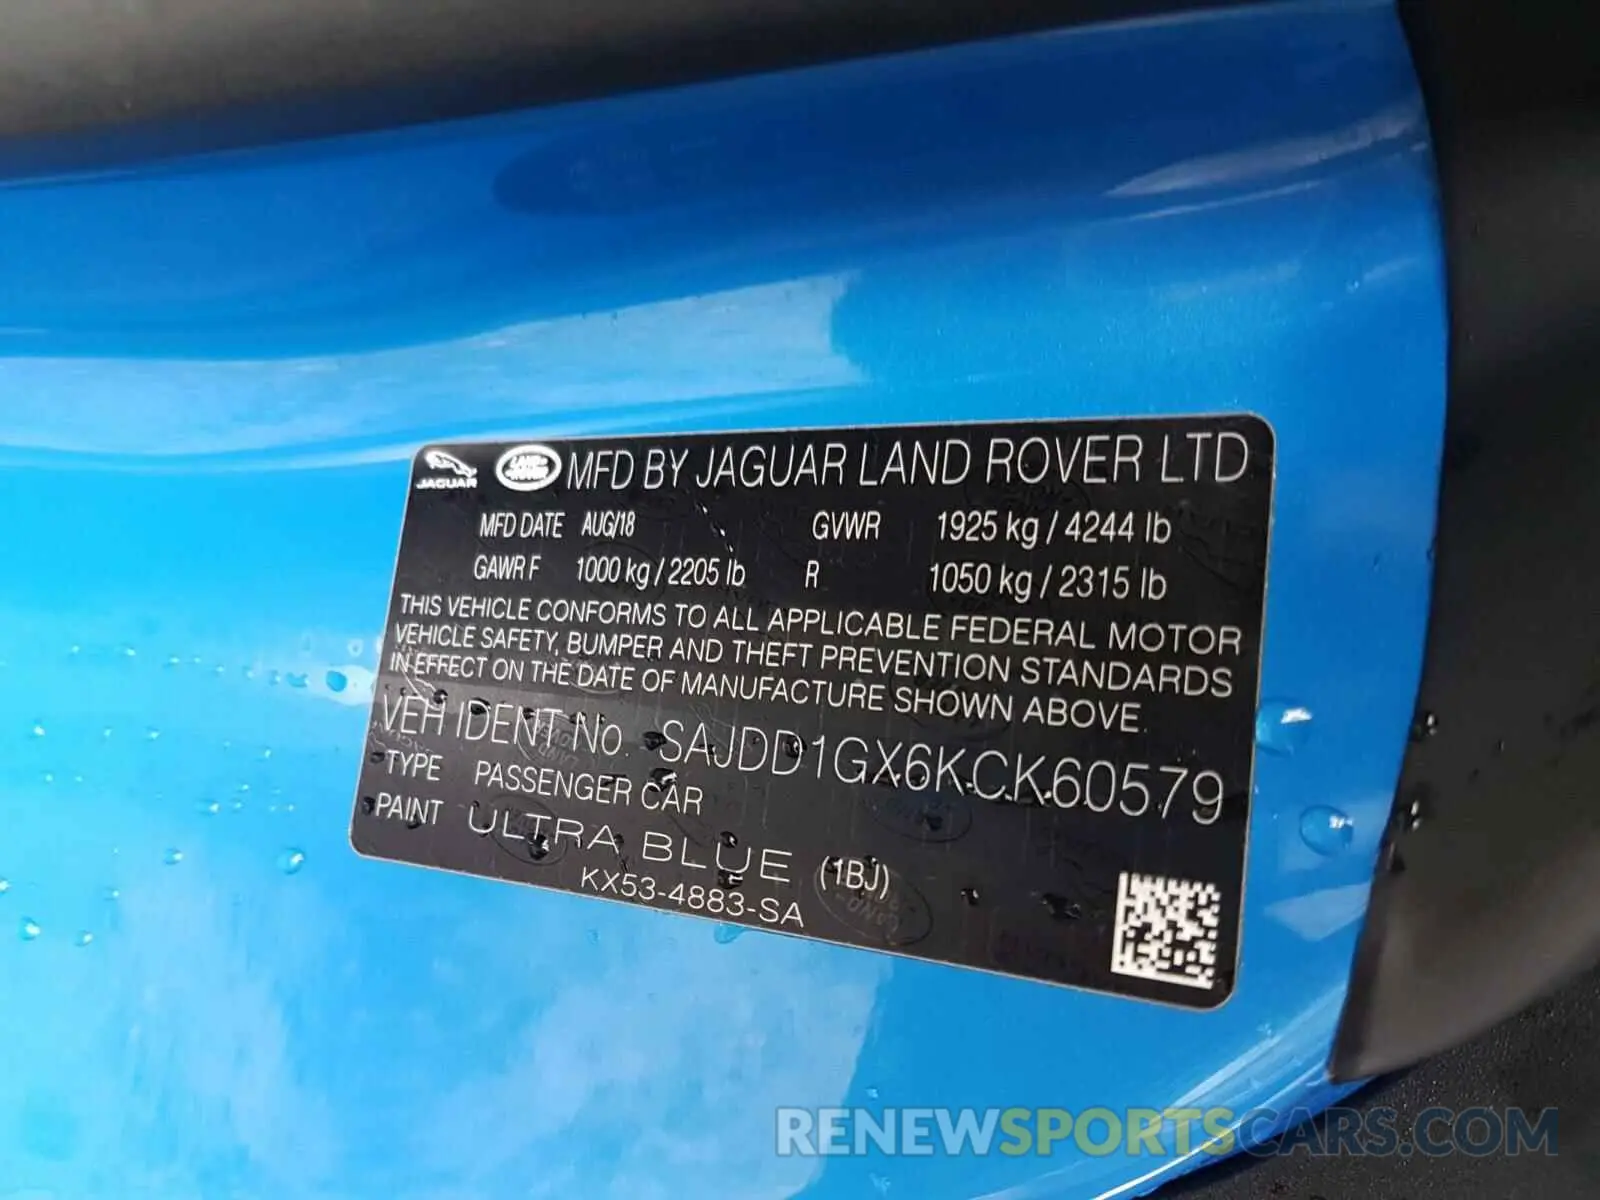 JAGUAR LAND ROVER MFD BY JAGUAR LAND ROVER LTD
MFD DATE AUG/18 GVWR 1925 kg / 4244 lb
GAWR F 1000 kg / 2205 lb R 1050 kg / 2315 lb
THIS VEHICLE CONFORMS TO ALL APPLICABLE FEDERAL MOTOR
VEHICLE SAFETY, BUMPER AND THEFT PREVENTION STANDARDS
IN EFFECT ON THE DATE OF MANUFACTURE SHOWN ABOVE.
VEH IDENT No. SAJDD1GX6KCK60579
TYPE PASSENGER CAR
PAINT ULTRA BLUE (1BJ)
KX53-4883-SA
RENEWSPORTSCARS.COM